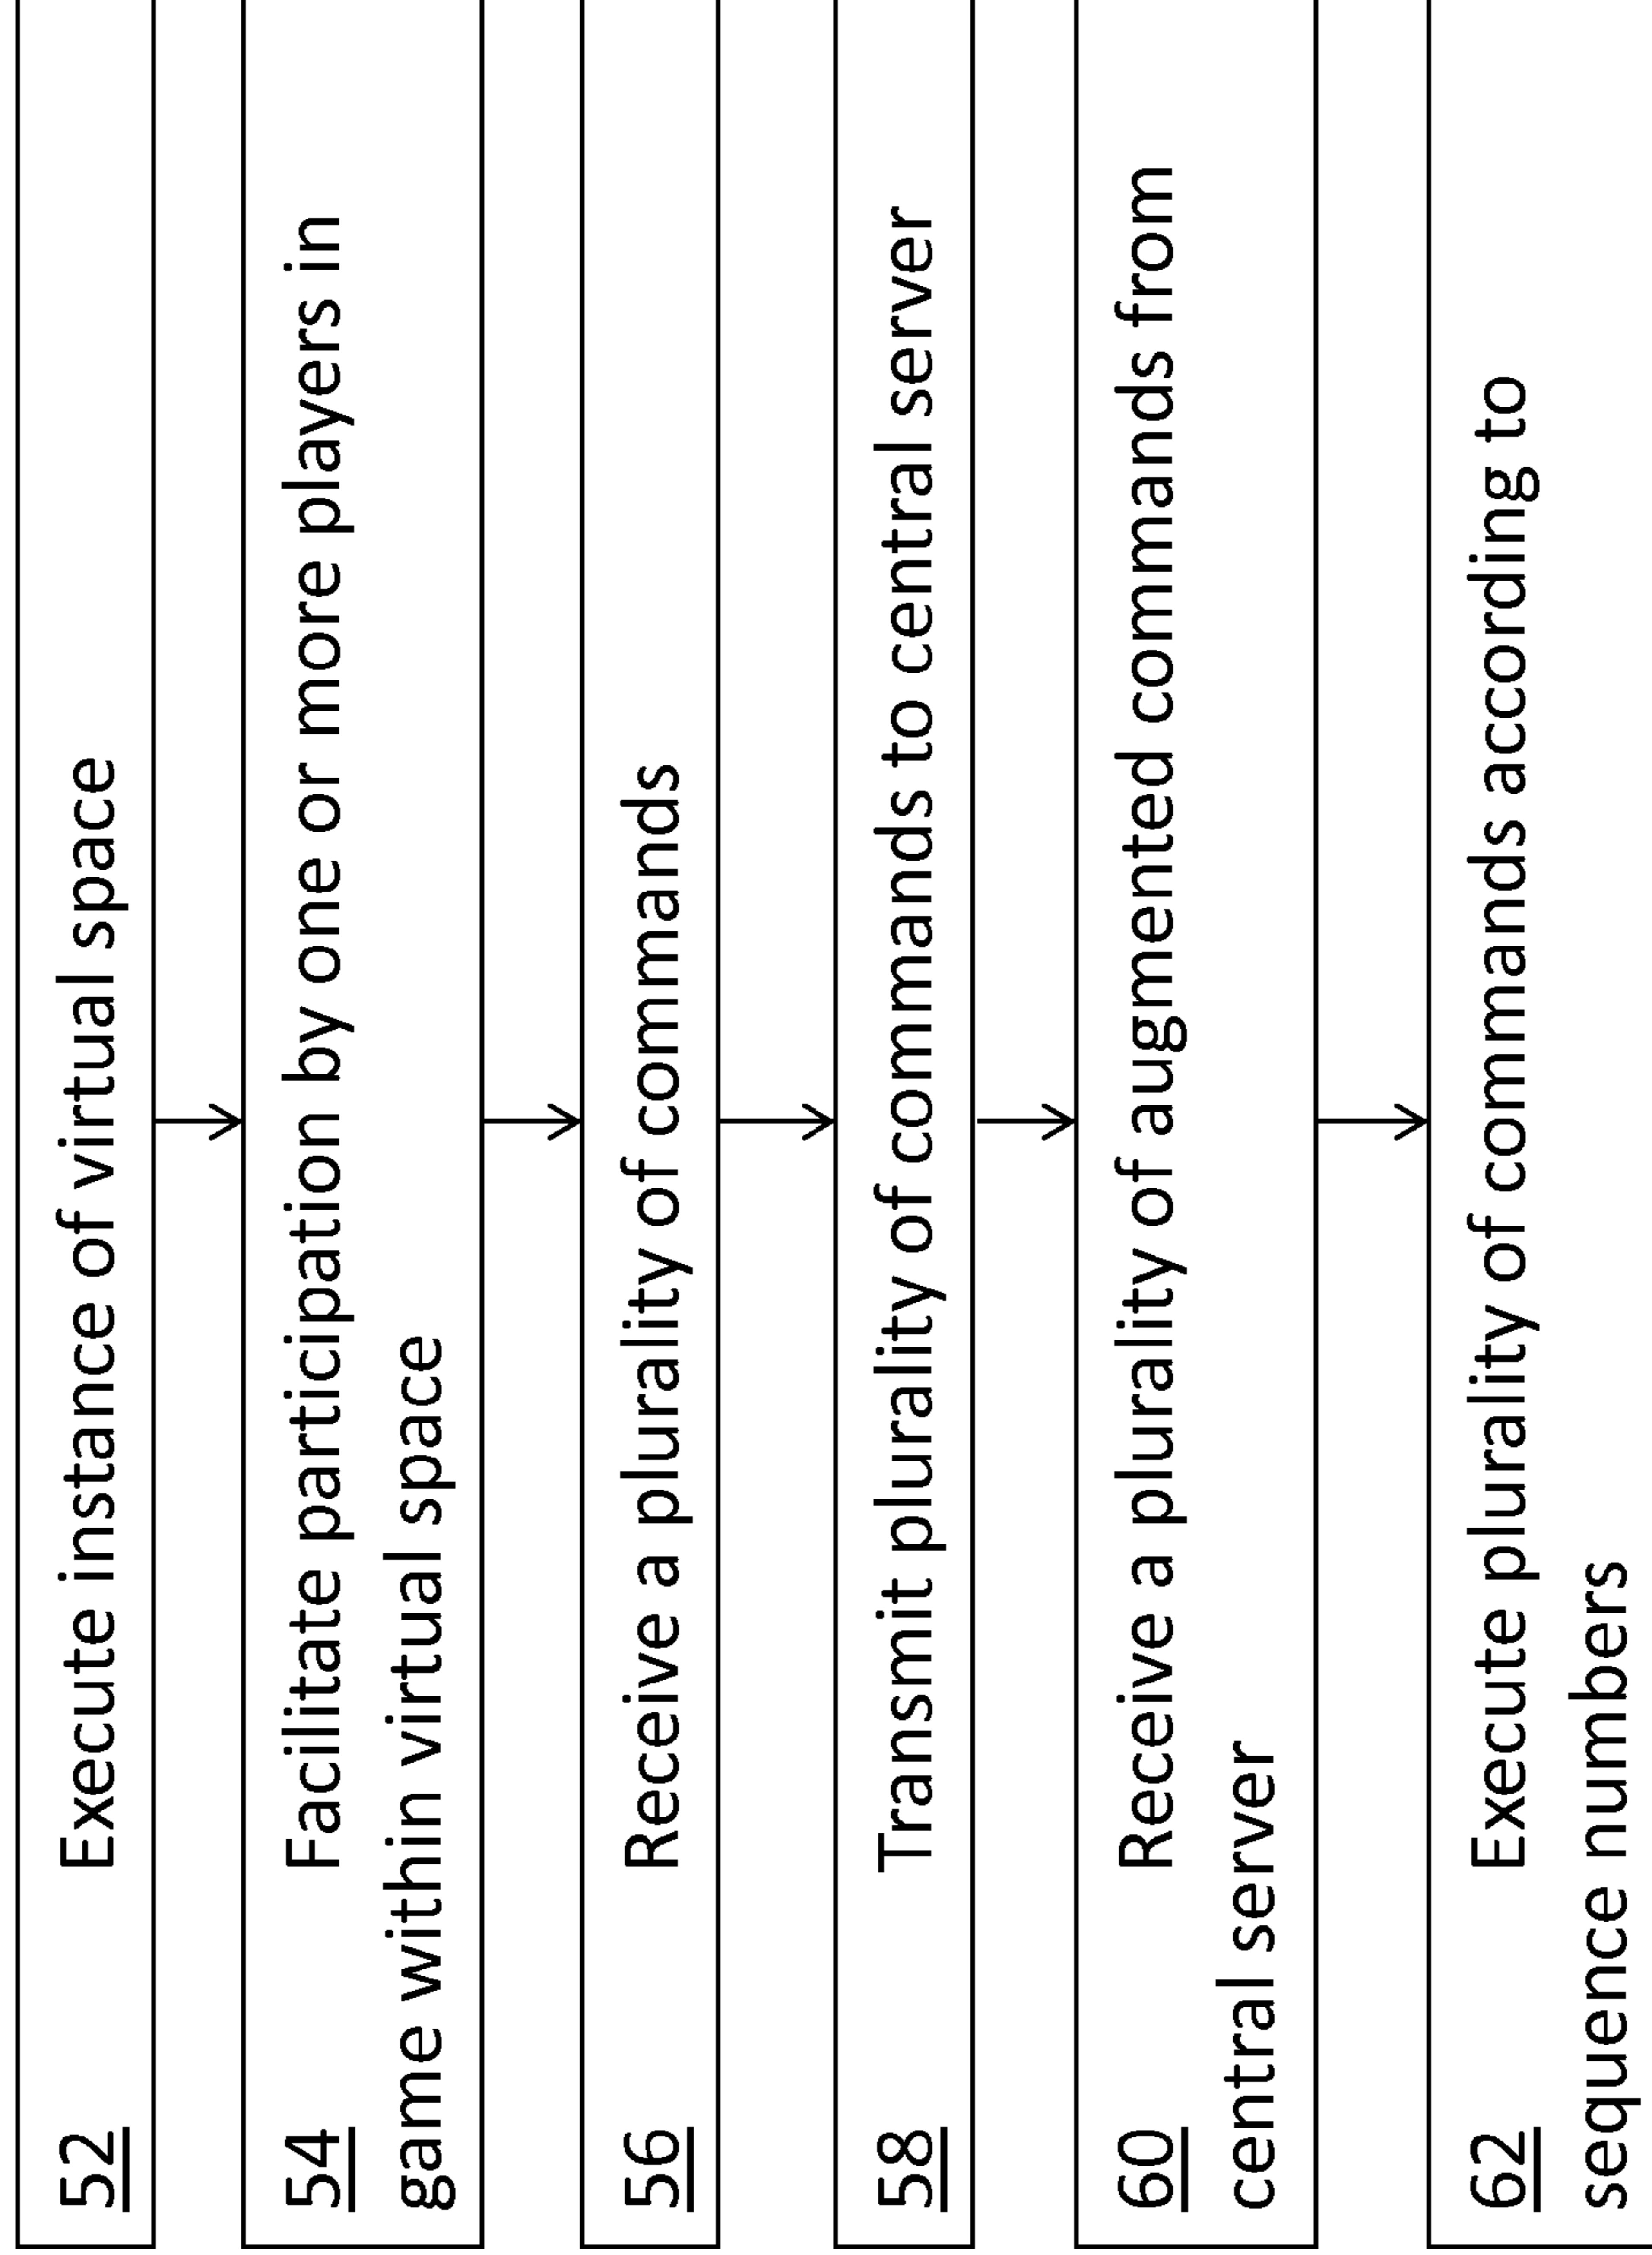 52 Execute instance of virtual space
54 Facilitate participation by one or more players in
game within virtual space
56 Receive a plurality of commands
58 Transmit plurality of commands to central server
60 Receive a plurality of augmented commands from
central server
62 Execute plurality of commands according to
sequence numbers